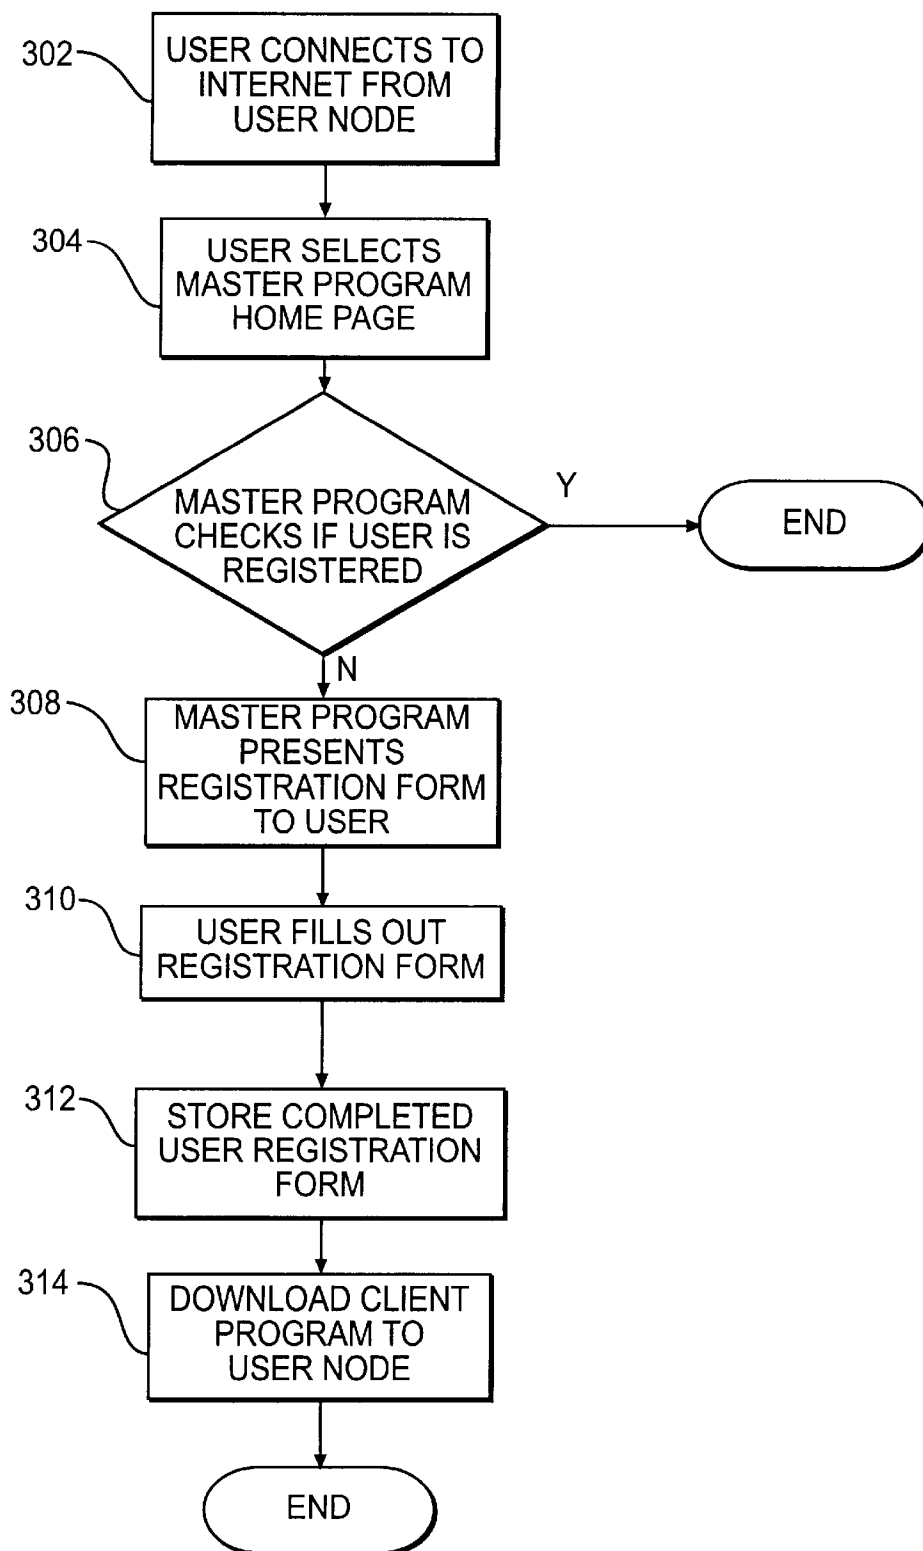 302
USER CONNECTS TO
INTERNET FROM
USER NODE
304
USER SELECTS
MASTER PROGRAM
HOME PAGE
306
MASTER PROGRAM
CHECKS IF USER IS
REGISTERED
Y
END
N
308
MASTER PROGRAM
PRESENTS
REGISTRATION FORM
TO USER
310
USER FILLS OUT
REGISTRATION FORM
312
STORE COMPLETED
USER REGISTRATION
FORM
314
DOWNLOAD CLIENT
PROGRAM TO
USER NODE
END